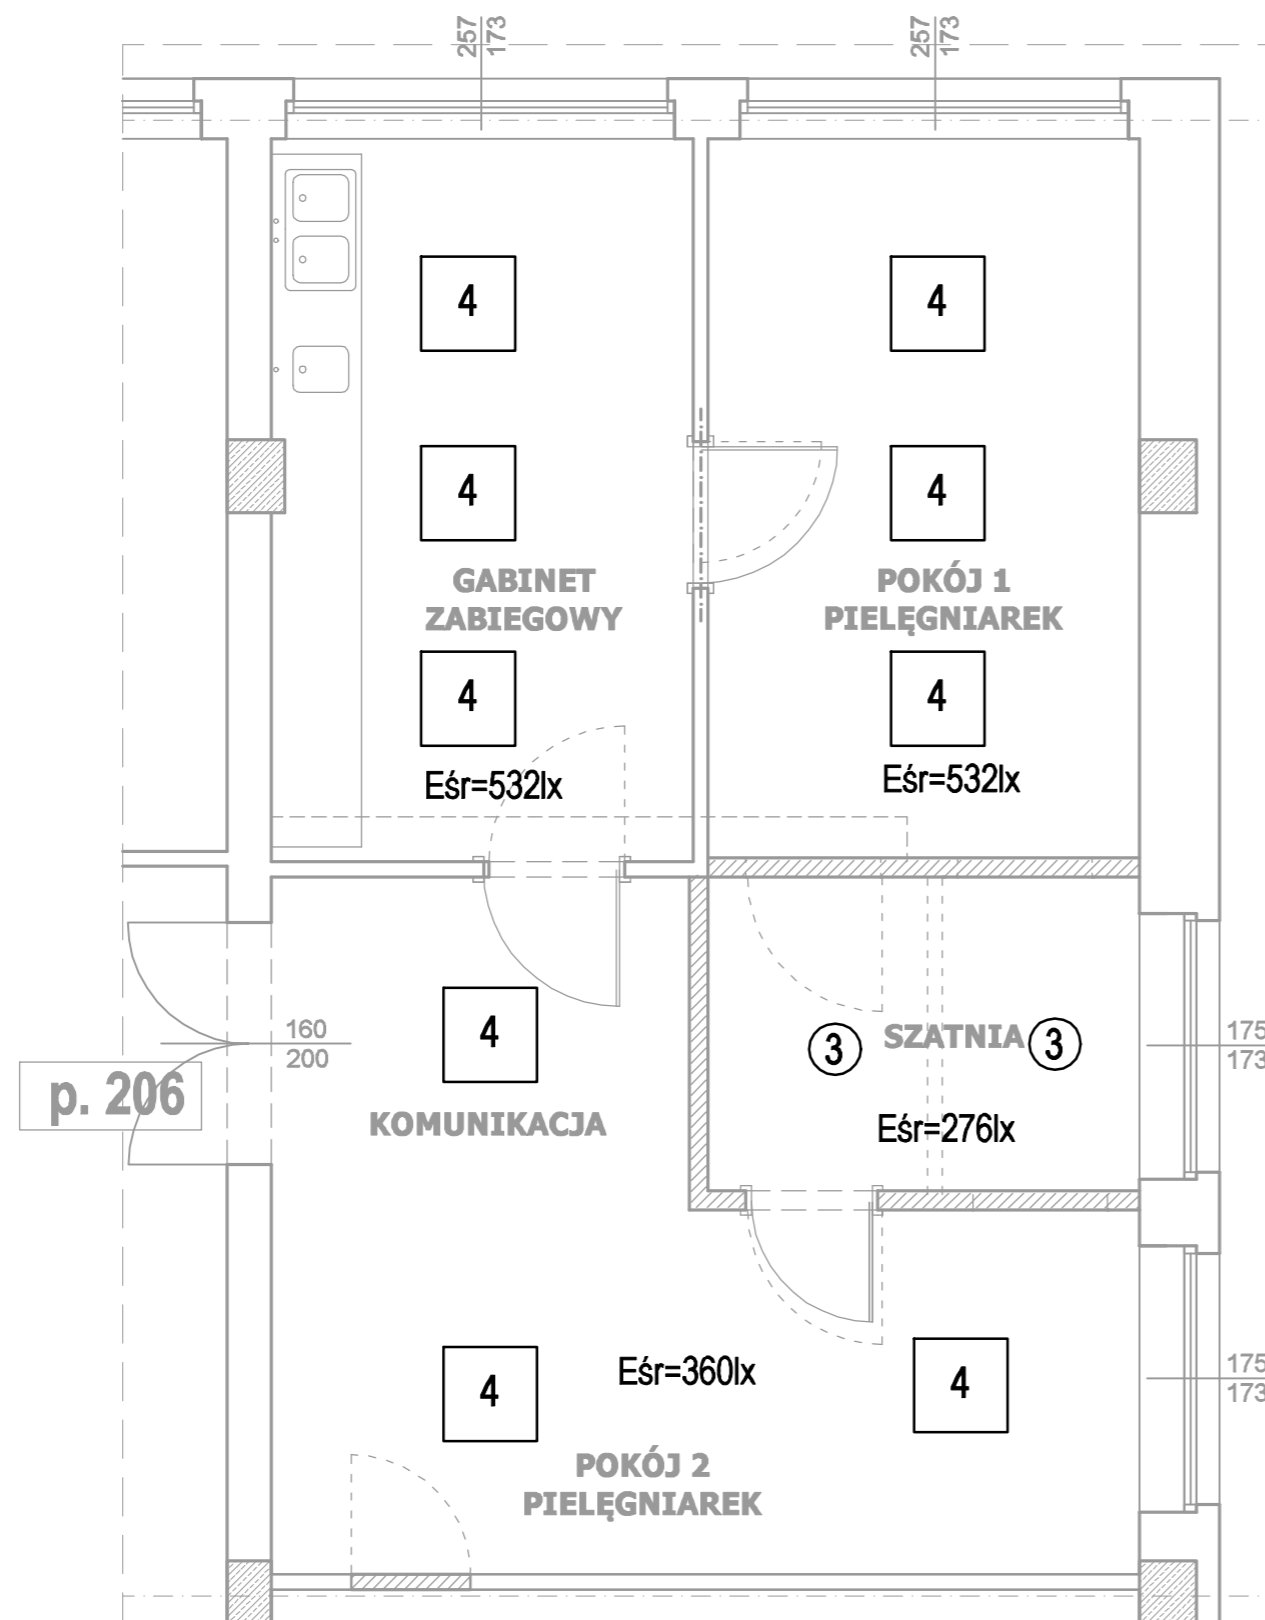 257
173
257
173
4
4
4
4
GABINET
ZABIEGOWY
POKÓJ 1
PIELĘGNIAREK
4
4
Eśr=532lx
Eśr=532lx
160
200
4
3
SZATNIA
3
175
173
p. 206
KOMUNIKACJA
Eśr=276lx
4
Eśr=360lx
4
175
173
POKÓJ 2
PIELĘGNIAREK